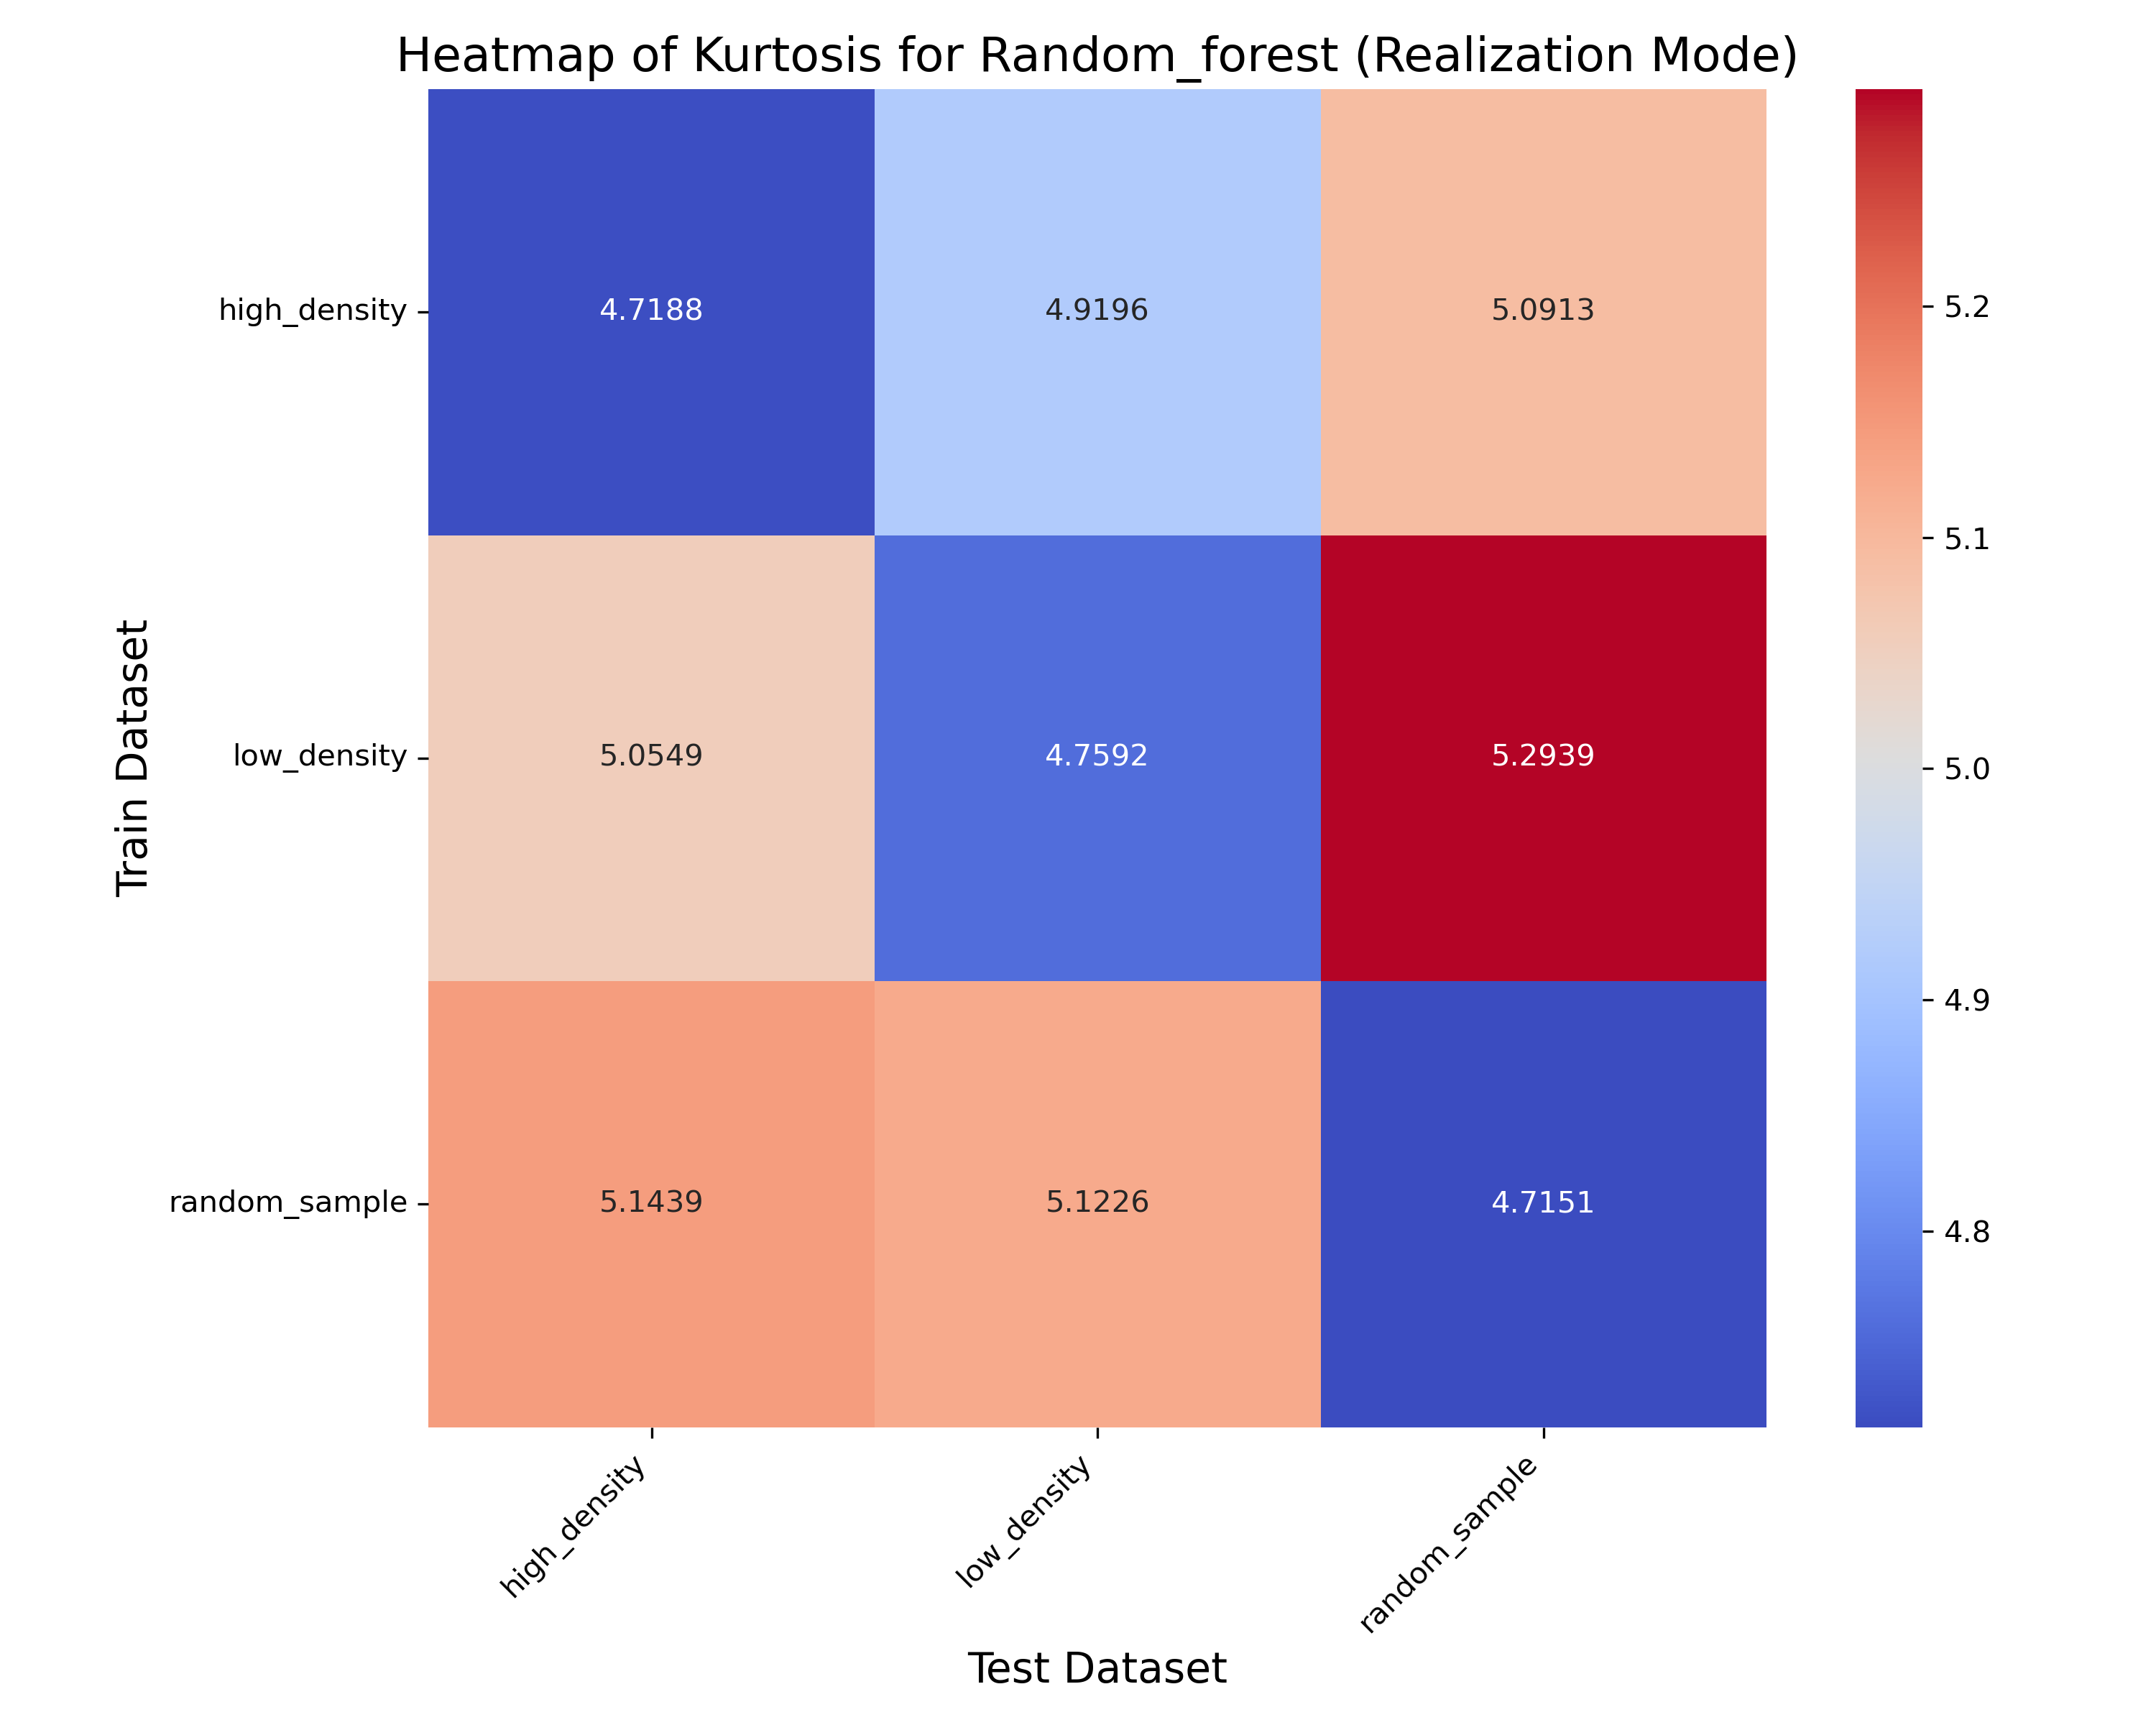 Heatmap of Kurtosis for Random_forest (Realization Mode)
Train Dataset
high_density
4.7188
4.9196
5.0913
low_density
5.0549
4.7592
5.2939
random_sample
5.1439
5.1226
4.7151
high_density
low_density
random_sample
Test Dataset
5.2
5.1
5.0
4.9
4.8